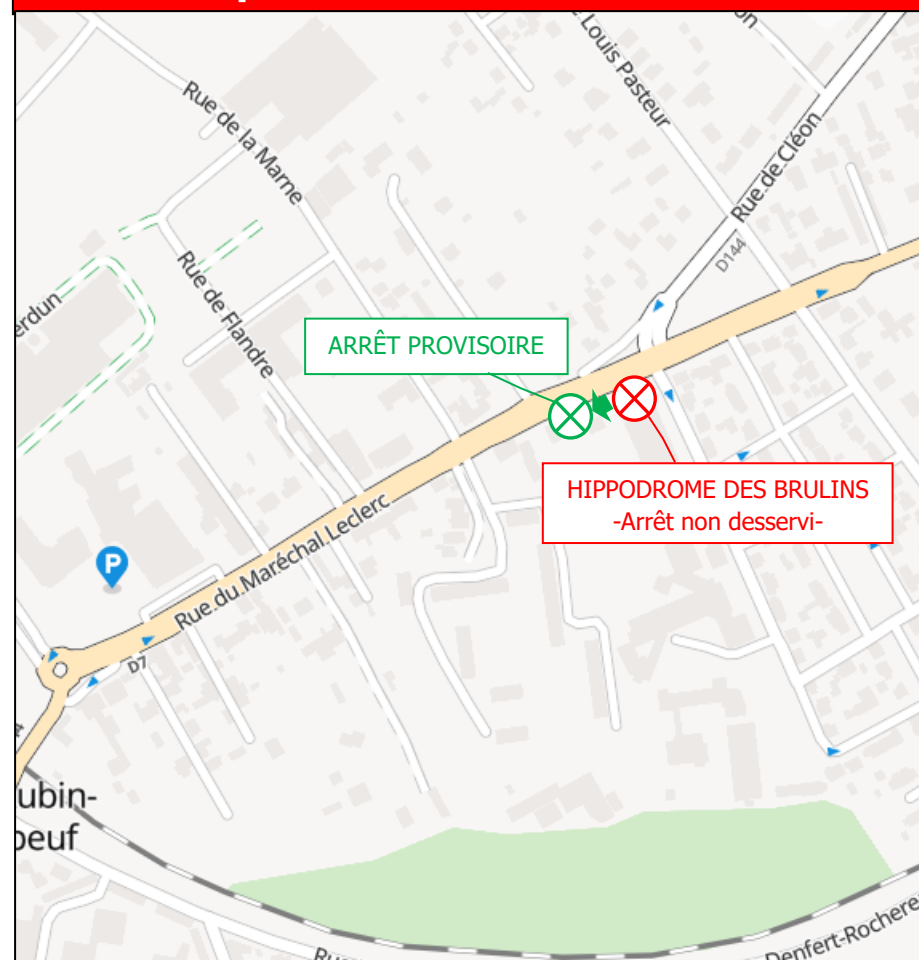 Louis Pasteur
Rue de la Marne
Rue de Cléon
D144
Rue de Flandre
ARRÊT PROVISOIRE
HIPPODROME DES BRULINS
-Arrêt non desservi-
Rue du Maréchal Leclerc
P
D7
ubin-
Denfert-Rochere